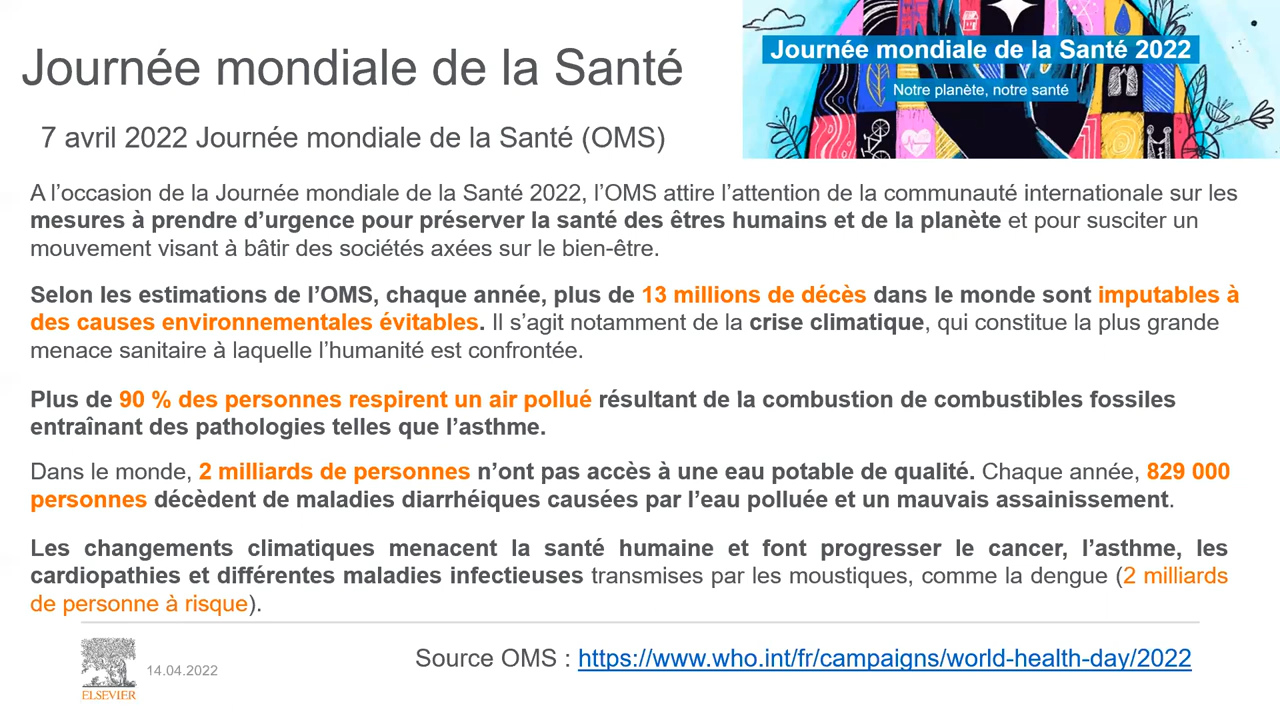 Journée mondiale de la Santé
Journée mondiale de la Santé 2022
Notre planète, notre santé
7 avril 2022 Journée mondiale de la Santé (OMS)
A l’occasion de la Journée mondiale de la Santé 2022, l’OMS attire l’attention de la communauté internationale sur les
mesures à prendre d’urgence pour préserver la santé des êtres humains et de la planète et pour susciter un
mouvement visant à bâtir des sociétés axées sur le bien-être.
Selon les estimations de l’OMS, chaque année, plus de 13 millions de décès dans le monde sont imputables à
des causes environnementales évitables. Il s’agit notamment de la crise climatique, qui constitue la plus grande
menace sanitaire à laquelle l’humanité est confrontée.
Plus de 90 % des personnes respirent un air pollué résultant de la combustion de combustibles fossiles
entraînant des pathologies telles que l’asthme.
Dans le monde, 2 milliards de personnes n’ont pas accès à une eau potable de qualité. Chaque année, 829 000
personnes décèdent de maladies diarrhéiques causées par l’eau polluée et un mauvais assainissement.
Les changements climatiques menacent la santé humaine et font progresser le cancer, l’asthme, les
cardiopathies et différentes maladies infectieuses transmises par les moustiques, comme la dengue (2 milliards
de personne à risque).
ELSEVIER
14.04.2022
Source OMS : https://www.who.int/fr/campaigns/world-health-day/2022